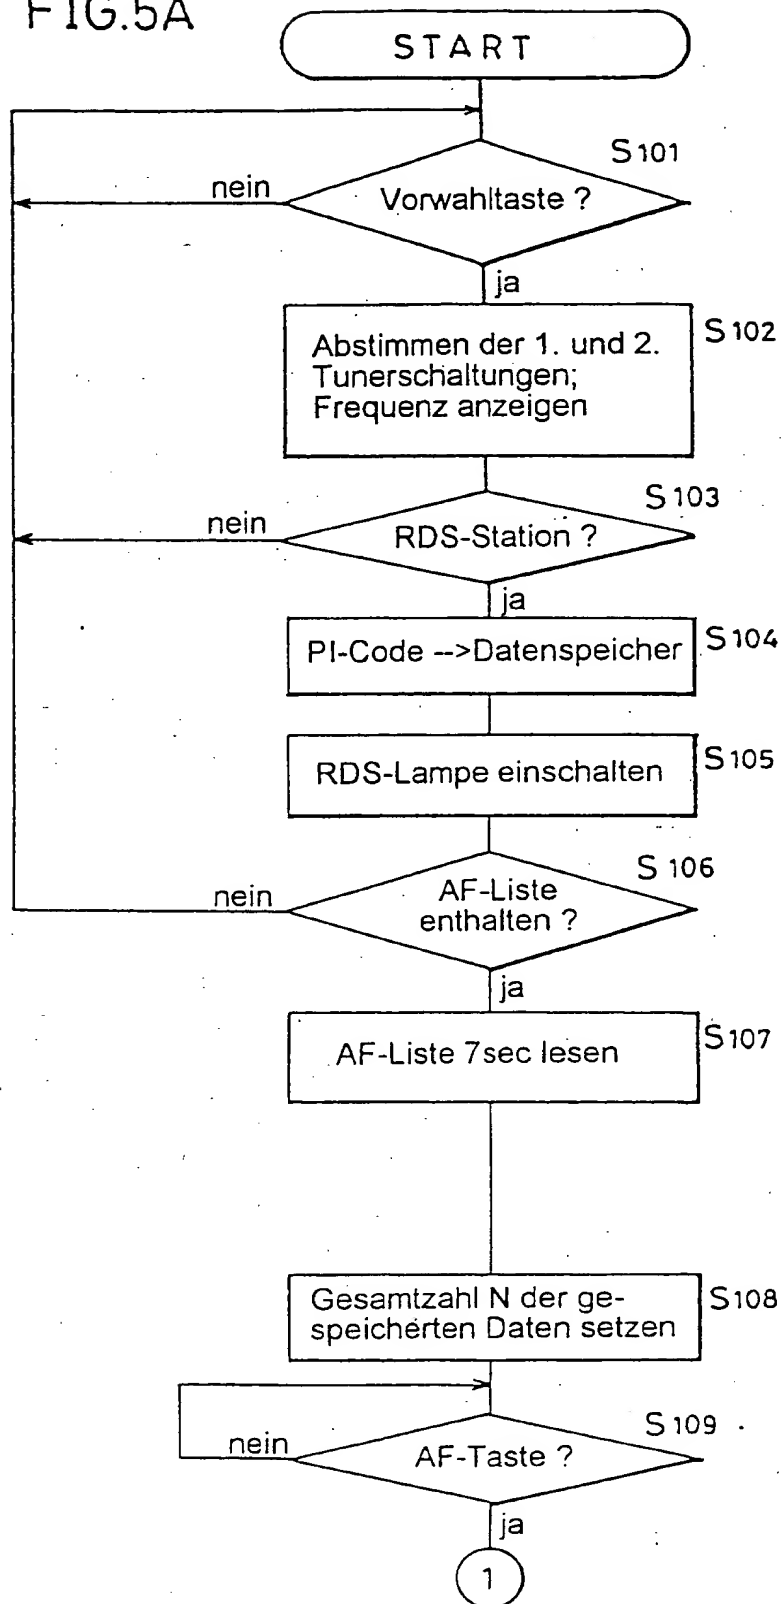 FIG.5A
START
S101
nein
Vorwahltaste ?
ja
S102
Abstimmen der 1. und 2.
Tunerschaltungen;
Frequenz anzeigen
S103
nein
RDS-Station ?
ja
S104
PI-Code -->Datenspeicher
S105
RDS-Lampe einschalten
S106
nein
AF-Liste
enthalten ?
ja
S107
AF-Liste 7sec lesen
S108
Gesamtzahl N der ge-
speicherten Daten setzen
S109
nein
AF-Taste ?
ja
1